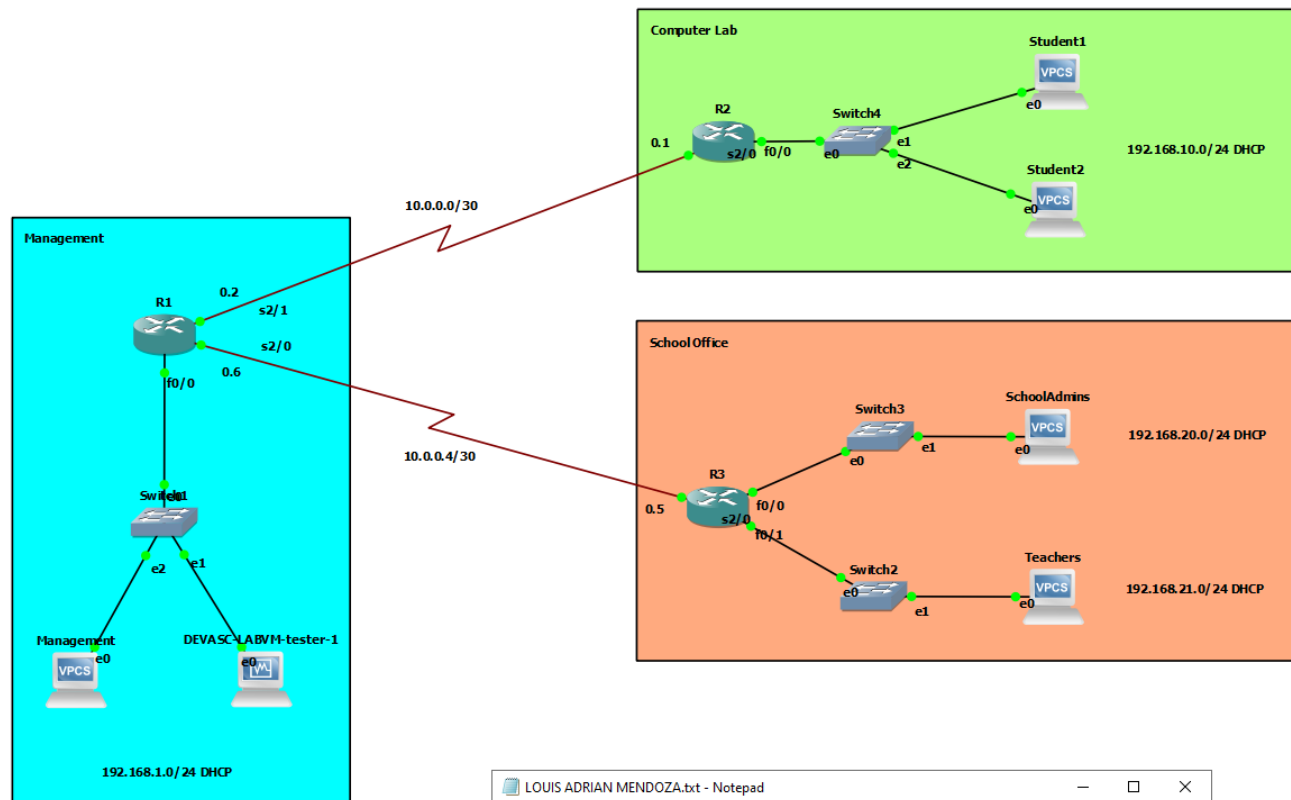 Computer Lab
Student1
VPCS
e0
R2
Switch4
0.1
s2/0
f0/0
e0
e1
e2
192.168.10.0/24 DHCP
Student2
VPCS
e0
10.0.0.0/30
Management
R1
0.2
s2/1
s2/0
0.6
f0/0
School Office
SchoolAdmins
VPCS
e0
Switch3
e0
e1
192.168.20.0/24 DHCP
10.0.0.4/30
R3
0.5
s2/0
f0/0
f0/1
Switch2
e0
e1
Teachers
VPCS
e0
192.168.21.0/24 DHCP
e0
Switch1
e2
e1
Management
e0
VPCS
DEVASC-LABVM-tester-1
e0
192.168.1.0/24 DHCP
LOUIS ADRIAN MENDOZA.txt - Notepad